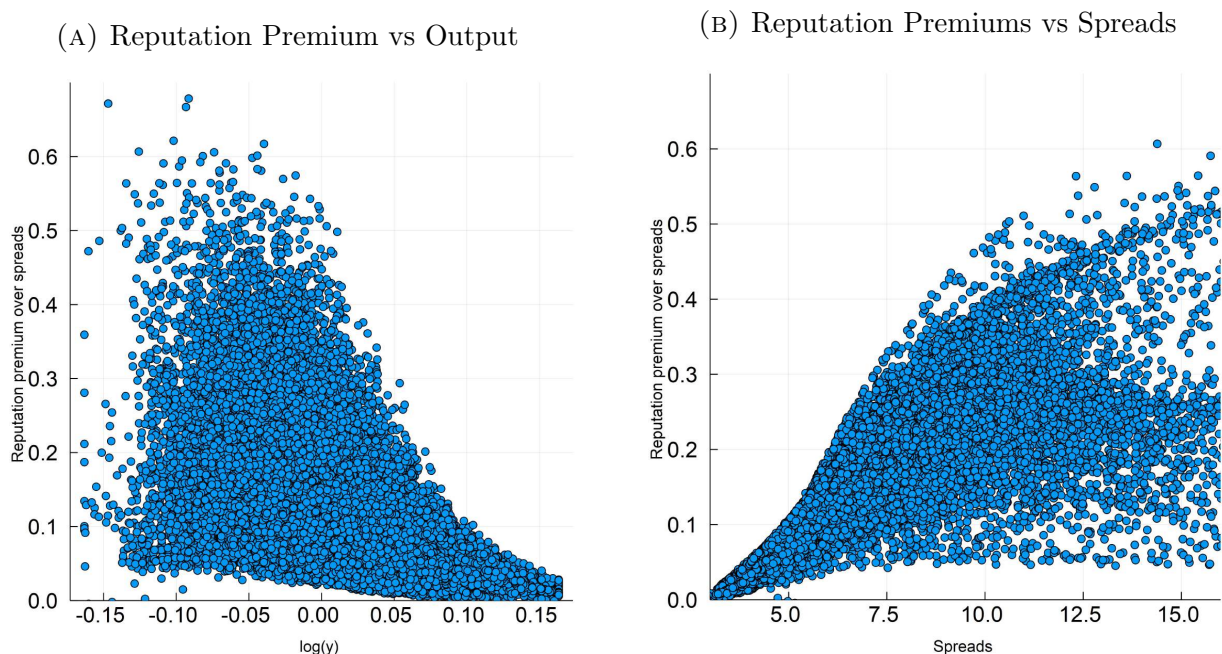 (A) Reputation Premium vs Output
Reputation premium over spreads
0.6
0.5
0.4
0.3
0.2
0.1
0.0
-0.15 -0.10 -0.05 0.00 0.05 0.10 0.15
log(y)
(B) Reputation Premiums vs Spreads
Reputation premium over spreads
0.6
0.5
0.4
0.3
0.2
0.1
0.0
5.0 7.5 10.0 12.5 15.0
Spreads